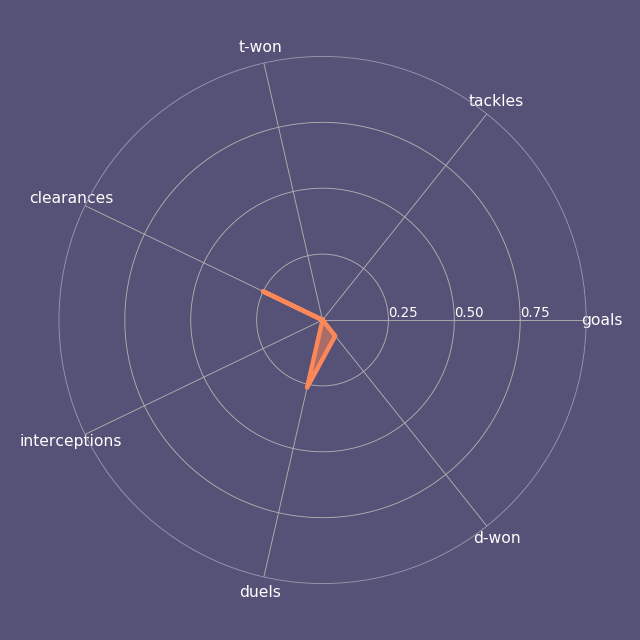 t-won
tackles
clearances
0.25
0.50
0.75
goals
interceptions
d-won
duels